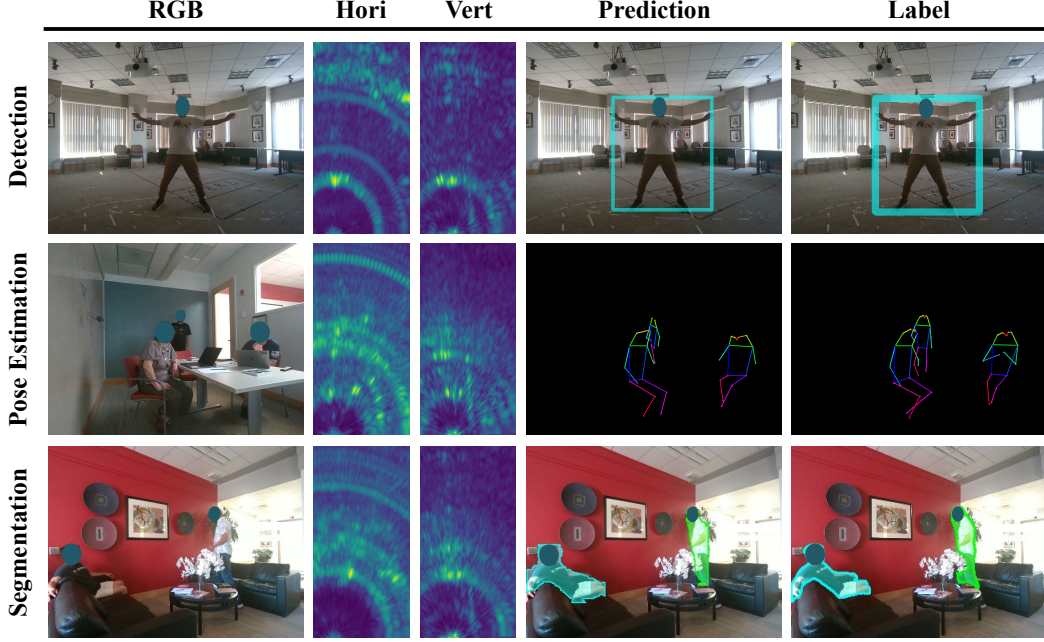 RGB Hori Vert Prediction Label
Detection
Pose Estimation
Segmentation